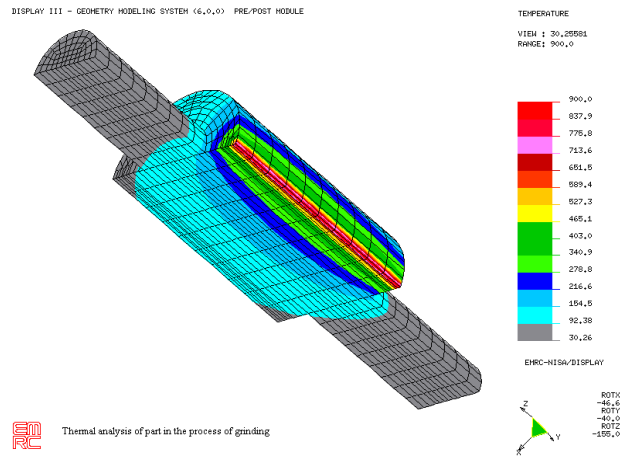 DISPLAY III - GEOMETRY MODELING SYSTEM (6.0.0) PRE/POST MODULE
TEMPERATURE
VIEW : 30.25581
RANGE: 900.0
900.0
837.9
775.8
713.6
651.5
589.4
527.3
465.1
403.0
340.9
278.8
216.6
154.5
92.38
30.26
EMRC-NISA/DISPLAY
ROTX
-46.6
ROTY
-40.0
ROTZ
-155.0
Z
Y
X
EM
RC
Thermal analysis of part in the process of grinding